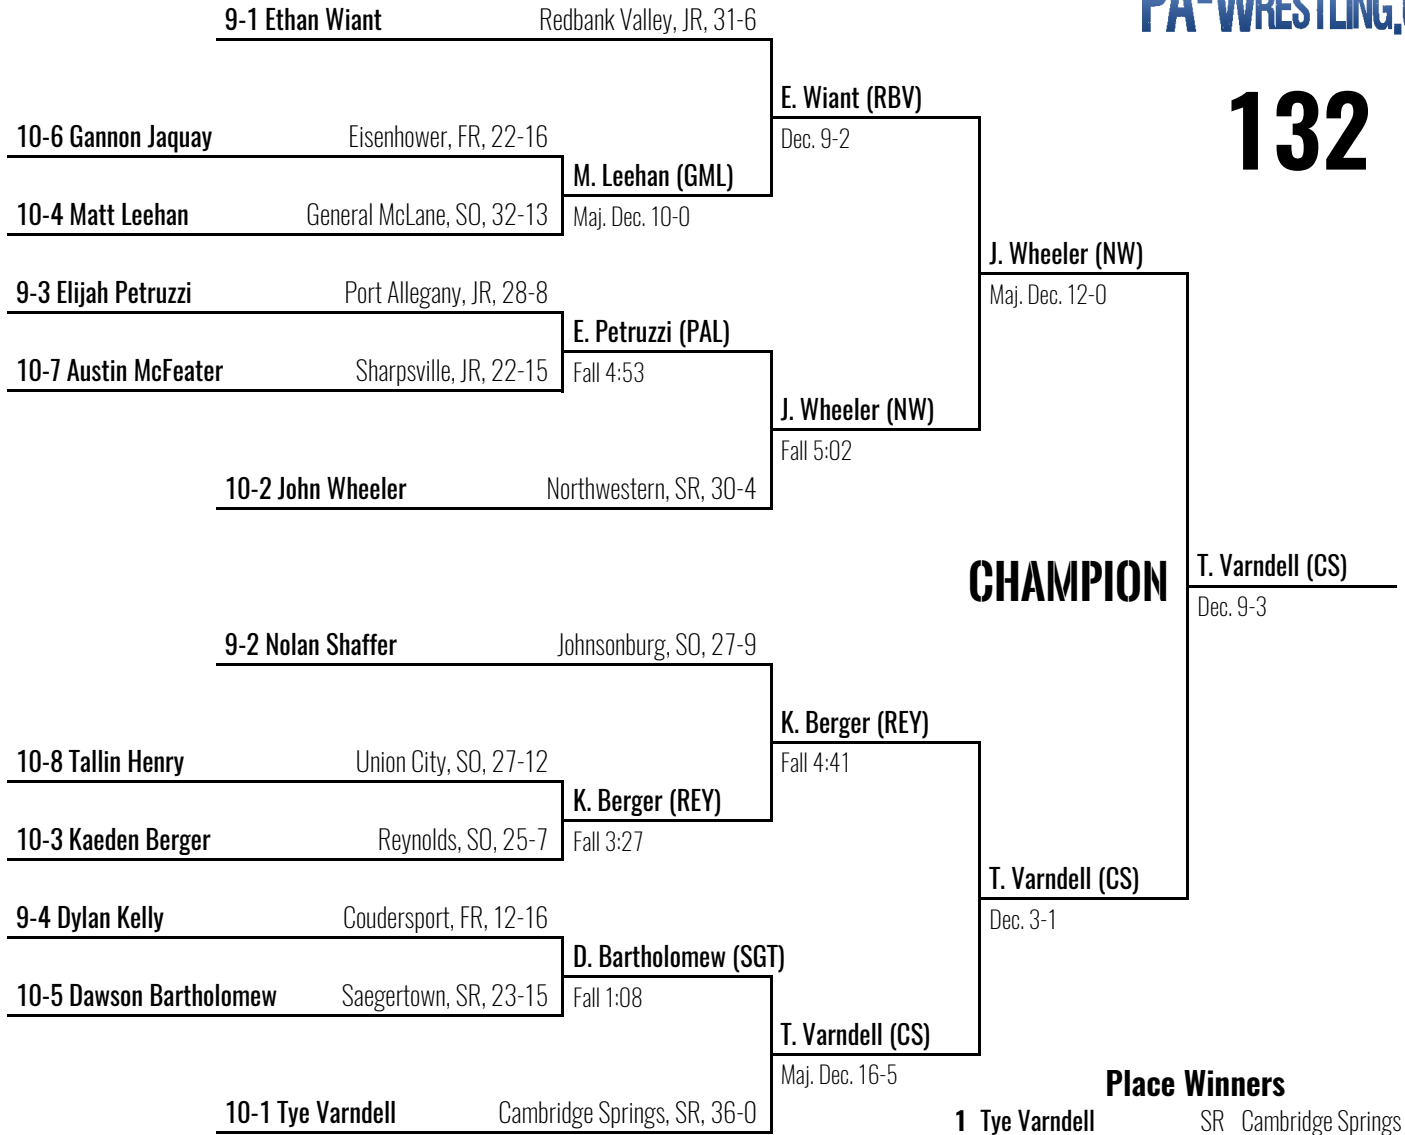 9-1 Ethan Wiant Redbank Valley, JR, 31-6
E. Wiant (RBV)
Dec. 9-2
132
10-6 Gannon Jaquay Eisenhower, FR, 22-16
M. Leehan (GML)
Maj. Dec. 10-0
10-4 Matt Leehan General McLane, SO, 32-13
J. Wheeler (NW)
Maj. Dec. 12-0
9-3 Elijah Petruzzi Port Allegany, JR, 28-8
E. Petruzzi (PAL)
Fall 4:53
10-7 Austin McFeater Sharpsville, JR, 22-15
J. Wheeler (NW)
Fall 5:02
10-2 John Wheeler Northwestern, SR, 30-4
CHAMPION
T. Varndell (CS)
Dec. 9-3
9-2 Nolan Shaffer Johnsonburg, SO, 27-9
K. Berger (REY)
Fall 4:41
10-8 Tallin Henry Union City, SO, 27-12
K. Berger (REY)
Fall 3:27
10-3 Kaeden Berger Reynolds, SO, 25-7
T. Varndell (CS)
Dec. 3-1
9-4 Dylan Kelly Coudersport, FR, 12-16
D. Bartholomew (SGT)
Fall 1:08
10-5 Dawson Bartholomew Saegertown, SR, 23-15
T. Varndell (CS)
Maj. Dec. 16-5
10-1 Tye Varndell Cambridge Springs, SR, 36-0
Place Winners
1 Tye Varndell SR Cambridge Springs